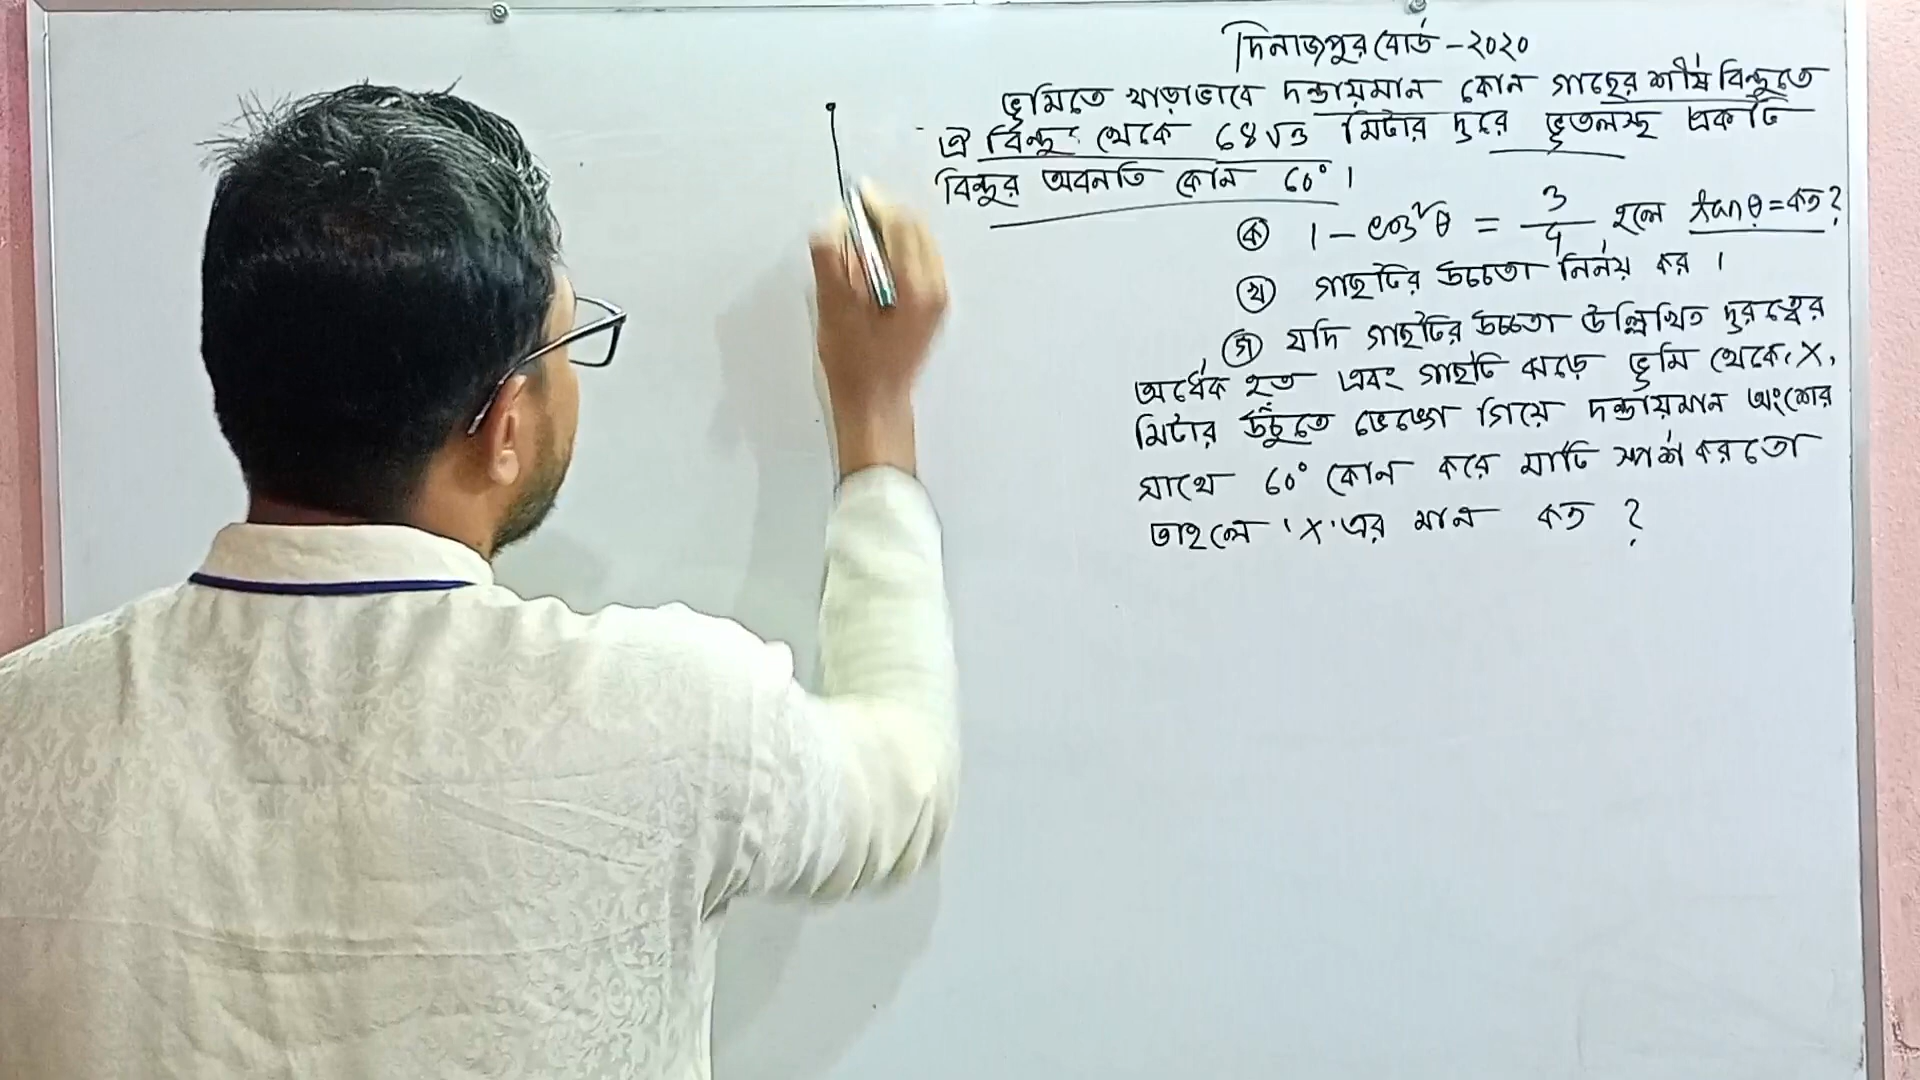 দিনাজপুর বোর্ড - ২০২০
ভূমিতে খাড়াভাবে দন্ডায়মান কোন গাছের শীর্ষ বিন্দুতে
ঐ বিন্দু থেকে ৬৪√৩ মিটার দুরে ভূতলস্থ একটি
বিন্দুর অবনতি কোন ৬০° ।
ক 1 - cos²θ = 3/4 হলে tanθ = কত ?
খ গাছটির উচ্চতা নির্নয় কর ।
গ যদি গাছটির উচ্চতা উল্লিখিত দুরত্বের
অর্ধেক হত এবং গাছটি ঝড়ে ভূমি থেকে 'X'
মিটার উঁচুতে ভেঙ্গে গিয়ে দন্ডায়মান অংশের
সাথে ৬০° কোন করে মাটি স্পর্শ করতো
তাহলে 'X' এর মান কত ?